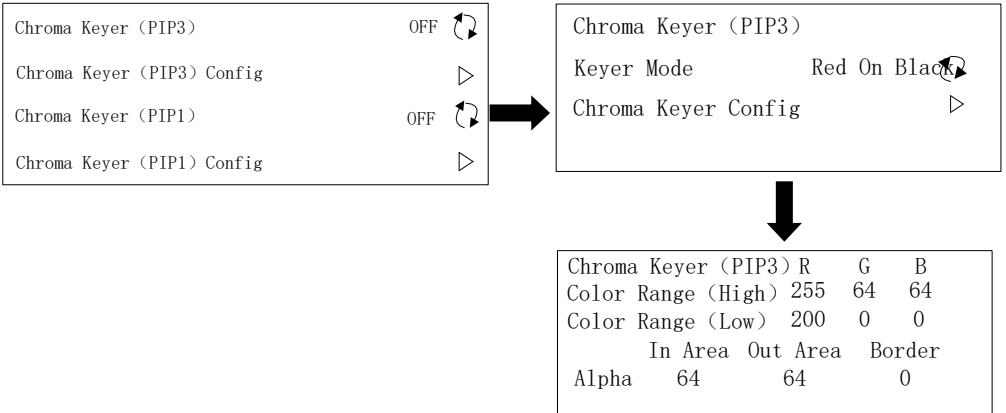 Chroma Keyer（PIP3） OFF
Chroma Keyer（PIP3）Config
Chroma Keyer（PIP1） OFF
Chroma Keyer（PIP1）Config
Chroma Keyer（PIP3）
Keyer Mode Red On Black
Chroma Keyer Config
Chroma Keyer（PIP3）R G B
Color Range（High）255 64 64
Color Range（Low） 200 0 0
In Area Out Area Border
Alpha 64 64 0